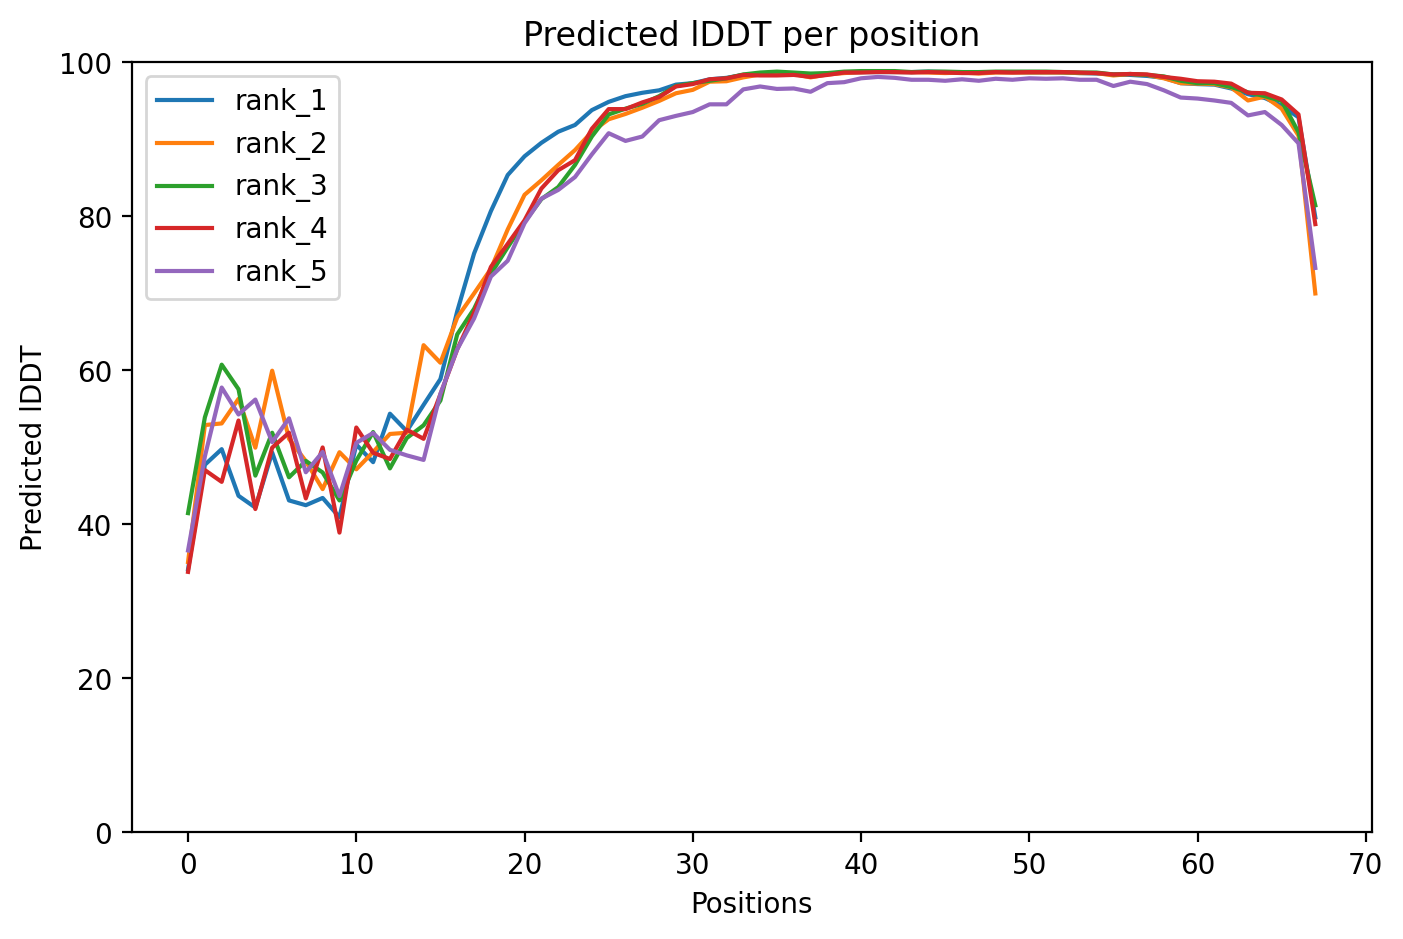 Predicted lDDT per position
100
80
60
40
20
0
Predicted lDDT
rank_1
rank_2
rank_3
rank_4
rank_5
0 10 20 30 40 50 60 70
Positions